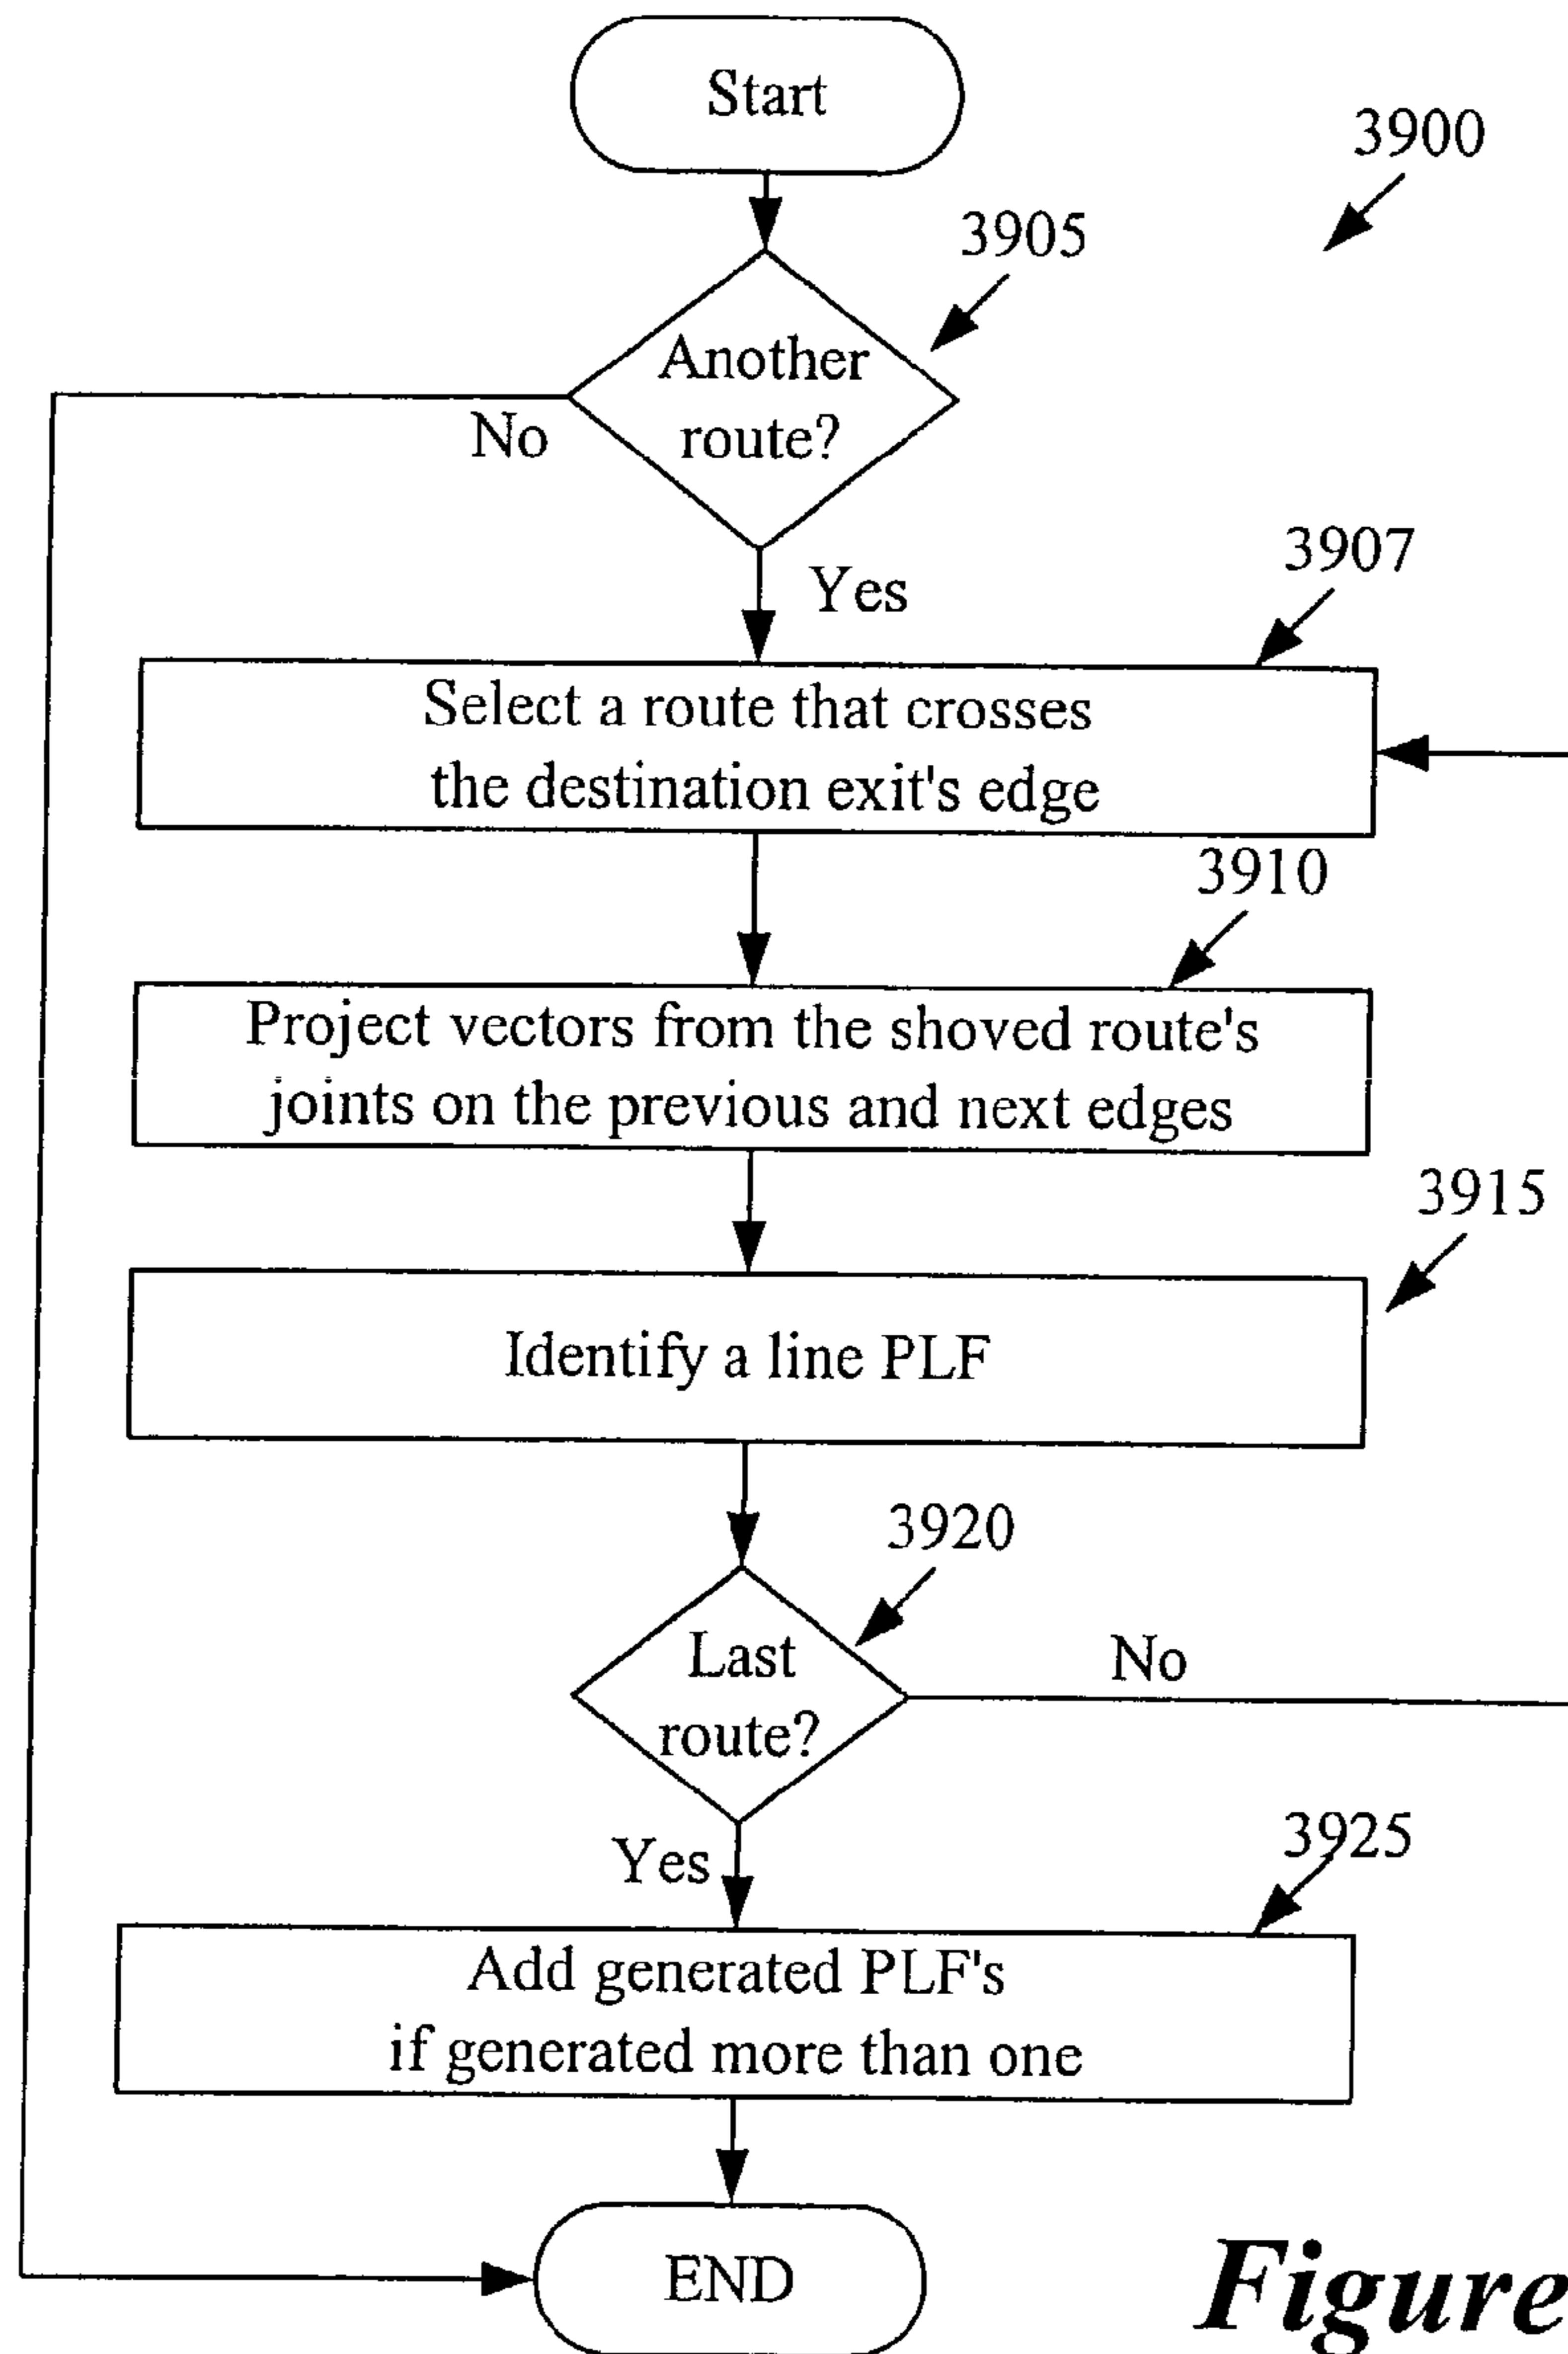 Start
3900
3905
Another
route?
No
Yes
3907
Select a route that crosses
the destination exit's edge
3910
Project vectors from the shoved route's
joints on the previous and next edges
3915
Identify a line PLF
3920
Last
route?
No
Yes
3925
Add generated PLF's
if generated more than one
END
Figure